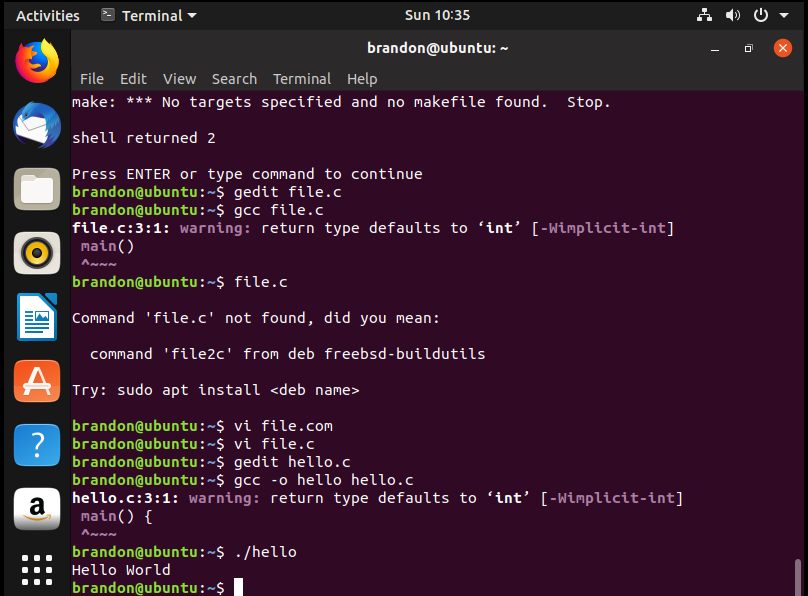 Activities Terminal Sun 10:35
brandon@ubuntu: ~
File Edit View Search Terminal Help
make: *** No targets specified and no makefile found.  Stop.
shell returned 2
Press ENTER or type command to continue
brandon@ubuntu:~$ gedit file.c
brandon@ubuntu:~$ gcc file.c
file.c:3:1: warning: return type defaults to ‘int’ [-Wimplicit-int]
 main()
 ^~~~
brandon@ubuntu:~$ file.c
Command 'file.c' not found, did you mean:
  command 'file2c' from deb freebsd-buildutils
Try: sudo apt install <deb name>
brandon@ubuntu:~$ vi file.com
brandon@ubuntu:~$ vi file.c
brandon@ubuntu:~$ gedit hello.c
brandon@ubuntu:~$ gcc -o hello hello.c
hello.c:3:1: warning: return type defaults to ‘int’ [-Wimplicit-int]
 main() {
 ^~~~
brandon@ubuntu:~$ ./hello
Hello World
brandon@ubuntu:~$